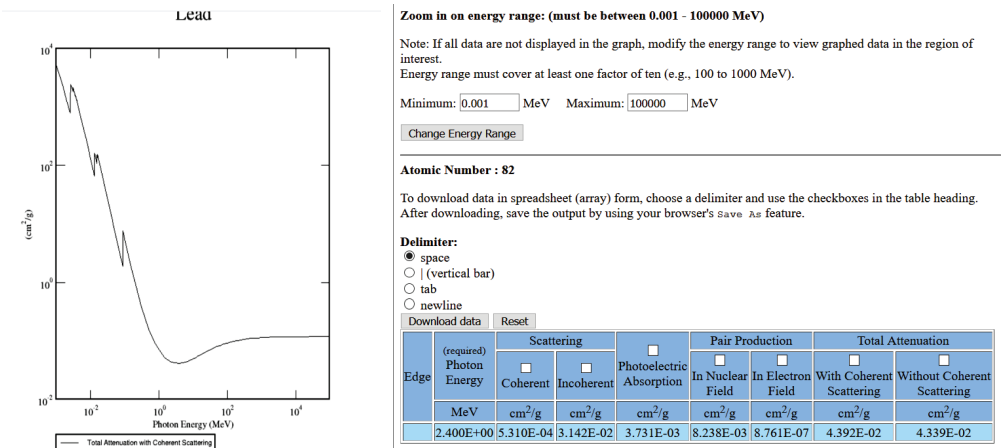 Lead
10⁴
10²
10⁰
10⁻²
(cm²/g)
10⁻² 10⁰ 10² 10⁴
Photon Energy (MeV)
Total Attenuation with Coherent Scattering
Zoom in on energy range: (must be between 0.001 - 100000 MeV)
Note: If all data are not displayed in the graph, modify the energy range to view graphed data in the region of
interest.
Energy range must cover at least one factor of ten (e.g., 100 to 1000 MeV).
Minimum: 0.001 MeV Maximum: 100000 MeV
Change Energy Range
Atomic Number : 82
To download data in spreadsheet (array) form, choose a delimiter and use the checkboxes in the table heading.
After downloading, save the output by using your browser's Save As feature.
Delimiter:
space
| (vertical bar)
tab
newline
Download data Reset
Edge
(required)
Photon
Energy
Scattering
Coherent Incoherent
Photoelectric
Absorption
Pair Production
In Nuclear
Field
In Electron
Field
Total Attenuation
With Coherent
Scattering
Without Coherent
Scattering
MeV cm²/g cm²/g cm²/g cm²/g cm²/g cm²/g cm²/g
2.400E+00 5.310E-04 3.142E-02 3.731E-03 8.238E-03 8.761E-07 4.392E-02 4.339E-02